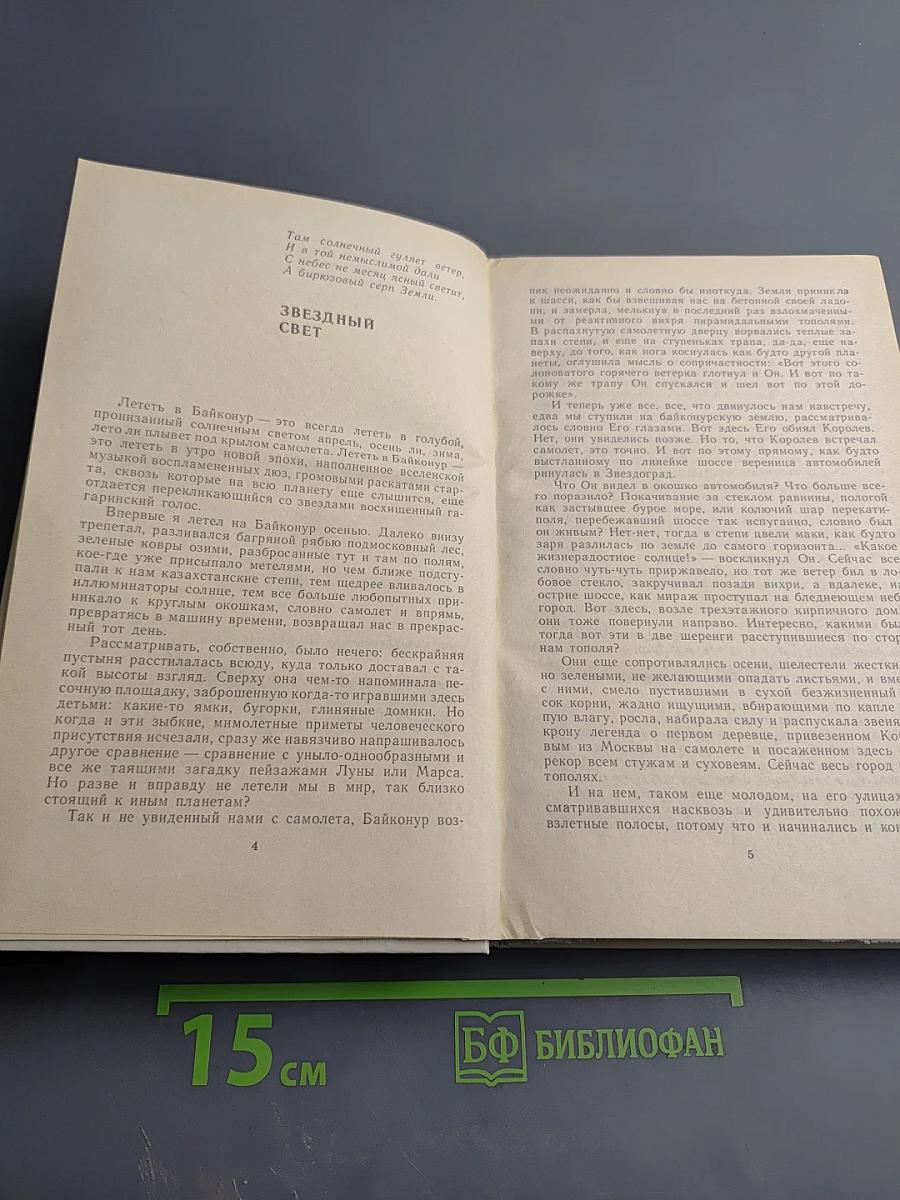 Там солнечный гуляет ветер,
И в той немыслимой дали
С небес не месяц ясный светит,
А бирюзовый серп Земли.
ЗВЕЗДНЫЙ
СВЕТ
Лететь в Байконур — это всегда лететь в голубой,
пронизанный солнечным светом апрель, осень ли, зима,
лето ли плывет под крылом самолета. Лететь в Байконур —
это лететь в утро новой эпохи, наполненное вселенской
музыкой воспламененных дюз, громовыми раскатами стар-
та, сквозь которые на всю планету еще слышится, еще
отдается перекликающийся со звездами восхищенный га-
гаринский голос.
Впервые я летел на Байконур осенью. Далеко внизу
трепетал, разливался багряной рябью подмосковный лес,
зеленые ковры озими, разбросанные тут и там по полям,
кое-где уже присыпало метелями, но чем ближе подсту-
пали к нам казахстанские степи, тем щедрее вливалось в
иллюминаторы солнце, тем все больше любопытных при-
никало к круглым окошкам, словно самолет и впрямь,
превратясь в машину времени, возвращал нас в прекрас-
ный тот день.
Рассматривать, собственно, было нечего: бескрайняя
пустыня расстилалась всюду, куда только доставал с та-
кой высоты взгляд. Сверху она чем-то напоминала пе-
сочную площадку, заброшенную когда-то игравшими здесь
детьми: какие-то ямки, бугорки, глиняные домики. Но
когда и эти зыбкие, мимолетные приметы человеческого
присутствия исчезали, сразу же навязчиво напрашивалось
другое сравнение — сравнение с уныло-однообразными и
все же таящими загадку пейзажами Луны или Марса.
Но разве и вправду не летели мы в мир, так близко
стоящий к иным планетам?
Так и не увиденный нами с самолета, Байконур воз-
4
ник неожиданно и словно бы ниоткуда. Земля приникла
к шасси, как бы взвешивая нас на бетонной своей ладо-
ни, и замерла, мелькнув в последний раз взлохмаченны-
ми от реактивного вихря пирамидальными тополями.
В распахнутую самолетную дверцу ворвались теплые за-
пахи степи, и еще на ступеньках трапа, да-да, еще на-
верху, до того, как нога коснулась как будто другой пла-
неты, оглушила мысль о сопричастности: «Вот этого со-
лоноватого горячего ветерка глотнул и Он. И вот по та-
кому же трапу Он спускался и шел вот по этой до-
рожке».
И теперь уже все, все, что двинулось нам навстречу,
едва мы ступили на байконурскую землю, рассматрива-
лось словно Его глазами. Вот здесь Его обнял Королев.
Нет, они увиделись позже. Но то, что Королев встречал
самолет, это точно. И вот по этому прямому, как будто
выстланному по линейке шоссе вереница автомобилей
ринулась в Звездоград.
Что Он видел в окошко автомобиля? Что больше все-
го поразило? Покачивание за стеклом равнины, пологой
как застывшее бурое море, или колючий шар перекати-
поля, перебежавший шоссе так испуганно, словно был
он живым? Нет-нет, тогда в степи цвели маки, как будто
заря разлилась по земле до самого горизонта... «Какое
жизнерадостное солнце!» — воскликнул Он. Сейчас все
словно чуть-чуть приржавело, но тот же ветер бил в ло-
бовое стекло, закручивал позади вихри, а вдалеке, на
острие шоссе, как мираж проступал на бледнеющем неб
город. Вот здесь, возле трехэтажного кирпичного дом
они тоже повернули направо. Интересно, какими был
тогда вот эти в две шеренги расступившиеся по стор
нам тополя?
Они еще сопротивлялись осени, шелестели жестки
но зелеными, не желающими опадать листьями, и вме
с ними, смело пустившими в сухой безжизненный
сок корни, жадно ищущими, вбирающими по капле
пую влагу, росла, набирала силу и распускала звеня
крону легенда о первом деревце, привезенном Ко
вым из Москвы на самолете и посаженном здесь
рекор всем стужам и суховеям. Сейчас весь город
тополях.
И на нем, таком еще молодом, на его улицах
сматривавшихся насквозь и удивительно похож
взлетные полосы, потому что и начинались и кон
5
15 см
БФ БИБЛИОФАН